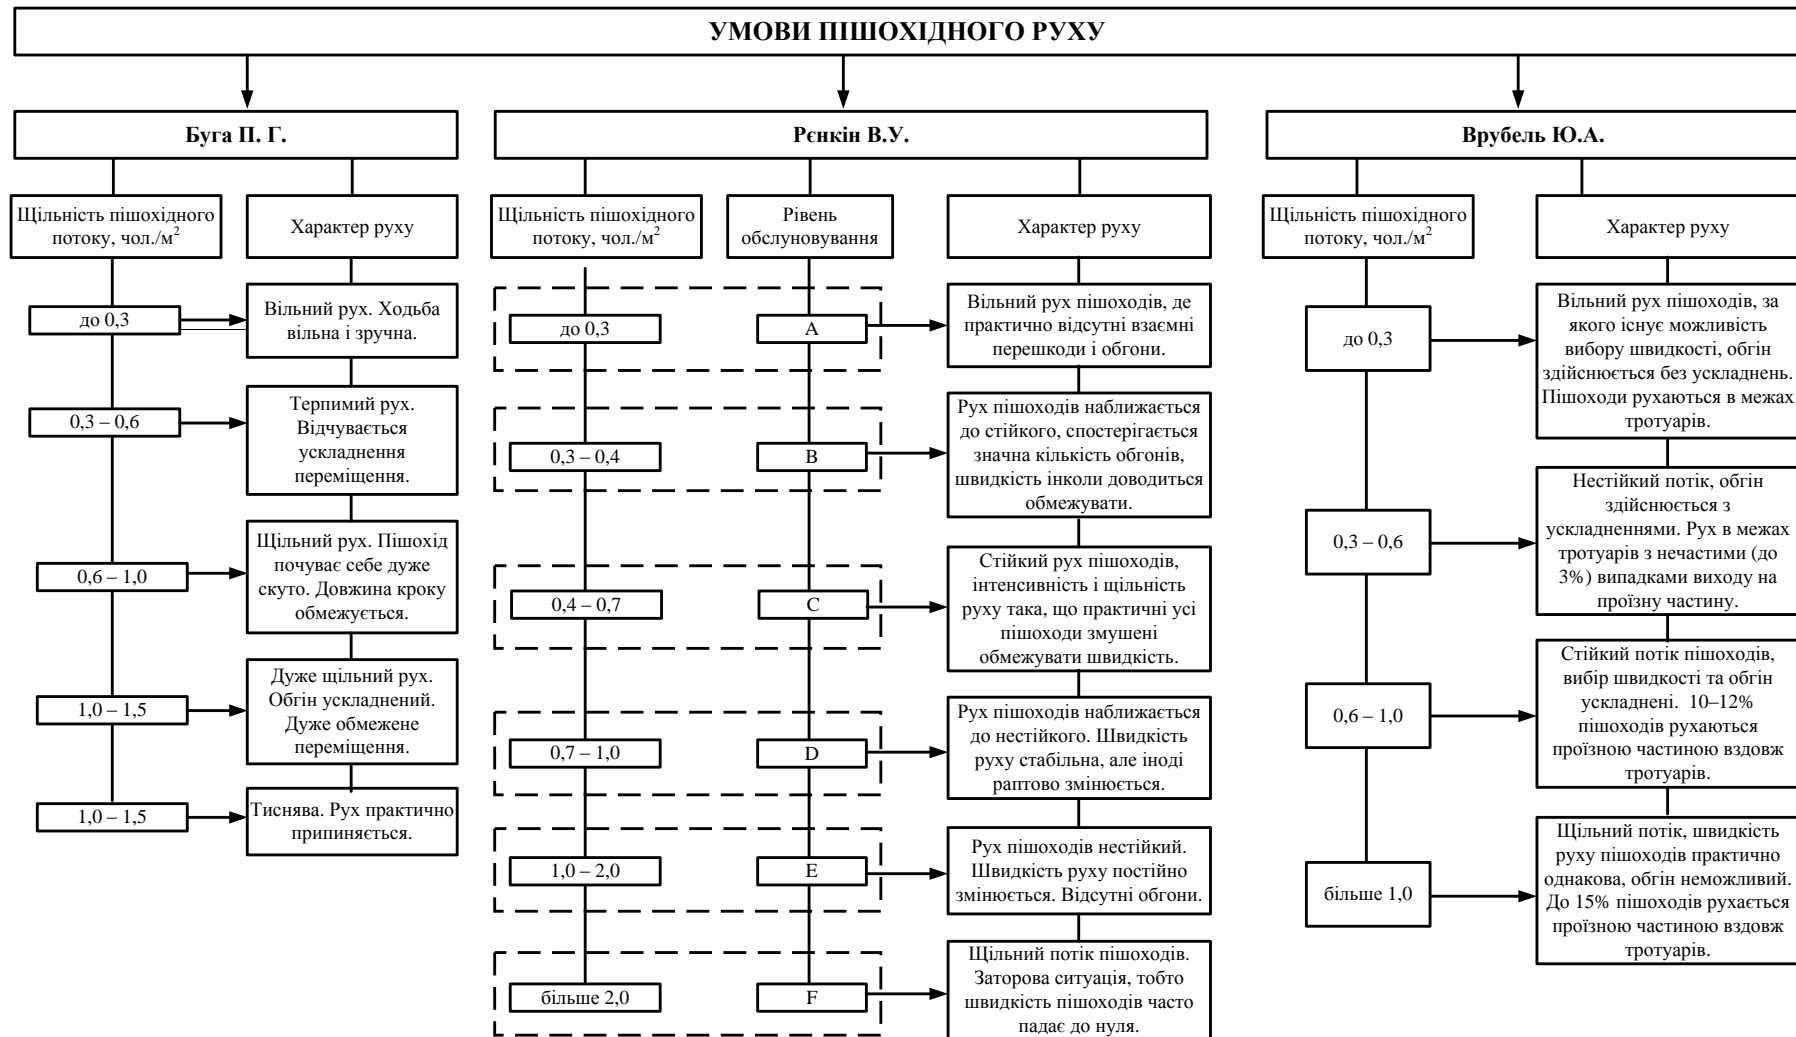 УМОВИ ПІШОХІДНОГО РУХУ
Буга П. Г.
Щільність пішохідного
потоку, чол./м²
Характер руху
до 0,3
Вільний рух. Ходьба
вільна і зручна.
0,3 – 0,6
Терпимий рух.
Відчувається
ускладнення
переміщення.
0,6 – 1,0
Щільний рух. Пішохід
почуває себе дуже
скуто. Довжина кроку
обмежується.
1,0 – 1,5
Дуже щільний рух.
Обгін ускладнений.
Дуже обмежене
переміщення.
1,0 – 1,5
Тиснява. Рух практично
припиняється.
Рєнкін В.У.
Щільність пішохідного
потоку, чол./м²
Рівень
обслуновування
Характер руху
до 0,3
A
Вільний рух пішоходів, де
практично відсутні взаємні
перешкоди і обгони.
0,3 – 0,4
B
Рух пішоходів наближається
до стійкого, спостерігається
значна кількість обгонів,
швидкість інколи доводиться
обмежувати.
0,4 – 0,7
C
Стійкий рух пішоходів,
інтенсивність і щільність
руху така, що практичні усі
пішоходи змушені
обмежувати швидкість.
0,7 – 1,0
D
Рух пішоходів наближається
до нестійкого. Швидкість
руху стабільна, але іноді
раптово змінюється.
1,0 – 2,0
E
Рух пішоходів нестійкий.
Швидкість руху постійно
змінюється. Відсутні обгони.
більше 2,0
F
Щільний потік пішоходів.
Заторова ситуація, тобто
швидкість пішоходів часто
падає до нуля.
Врубель Ю.А.
Щільність пішохідного
потоку, чол./м²
Характер руху
до 0,3
Вільний рух пішоходів, за
якого існує можливість
вибору швидкості, обгін
здійснюється без ускладнень.
Пішоходи рухаються в межах
тротуарів.
0,3 – 0,6
Нестійкий потік, обгін
здійснюється з
ускладненнями. Рух в межах
тротуарів з нечастими (до
3%) випадками виходу на
проїзну частину.
0,6 – 1,0
Стійкий потік пішоходів,
вибір швидкості та обгін
ускладнені. 10–12%
пішоходів рухаються
проїзною частиною вздовж
тротуарів.
більше 1,0
Щільний потік, швидкість
руху пішоходів практично
однакова, обгін неможливий.
До 15% пішоходів рухається
проїзною частиною вздовж
тротуарів.